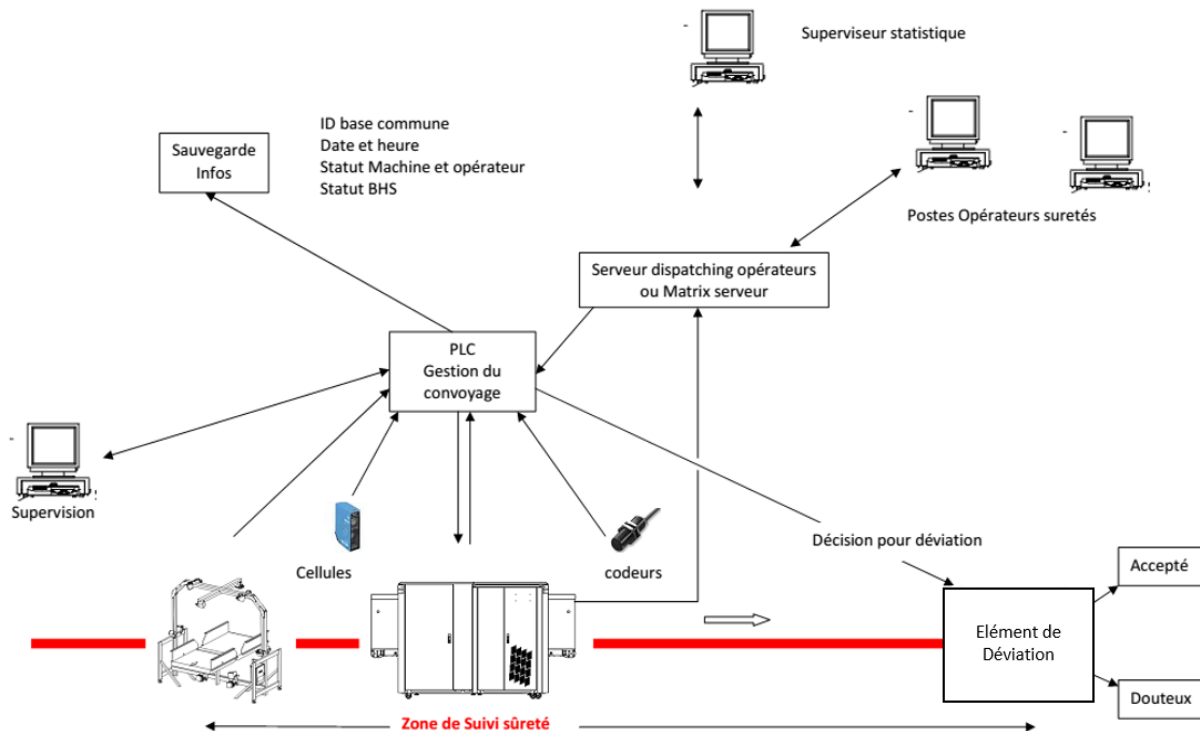 Superviseur statistique
ID base commune
Date et heure
Statut Machine et opérateur
Statut BHS
Sauvegarde
Infos
Postes Opérateurs suretés
Serveur dispatching opérateurs
ou Matrix serveur
PLC
Gestion du
convoyage
Supervision
Cellules
codeurs
Décision pour déviation
Accepté
Elément de
Déviation
Douteux
Zone de Suivi sûreté